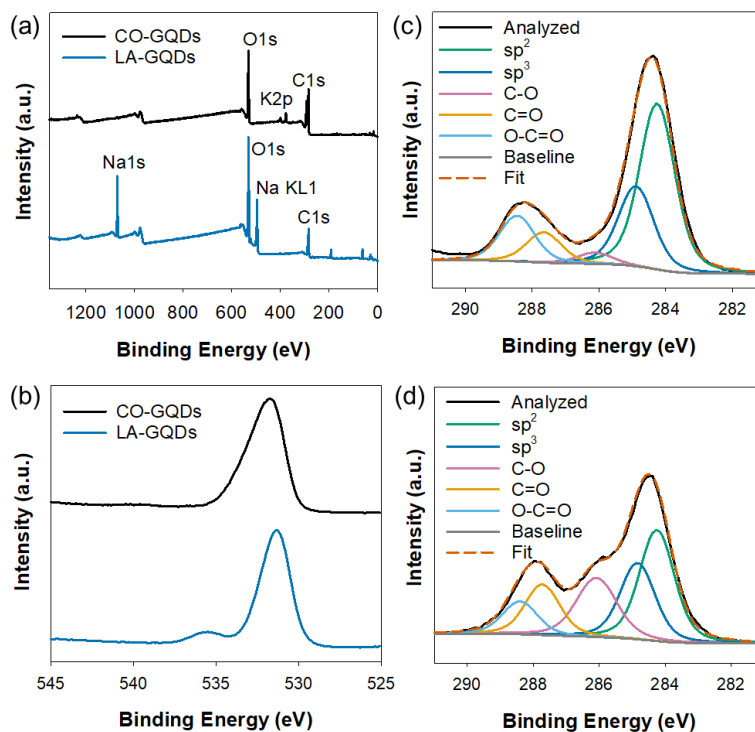 (a)
CO-GQDs
LA-GQDs
O1s
C1s
K2p
Na1s
O1s
Na KL1
C1s
Intensity (a.u.)
1200 1000 800 600 400 200 0
Binding Energy (eV)
(c)
Analyzed
sp²
sp³
C-O
C=O
O-C=O
Baseline
Fit
Intensity (a.u.)
290 288 286 284 282
Binding Energy (eV)
(b)
CO-GQDs
LA-GQDs
Intensity (a.u.)
545 540 535 530 525
Binding Energy (eV)
(d)
Analyzed
sp²
sp³
C-O
C=O
O-C=O
Baseline
Fit
Intensity (a.u.)
290 288 286 284 282
Binding Energy (eV)